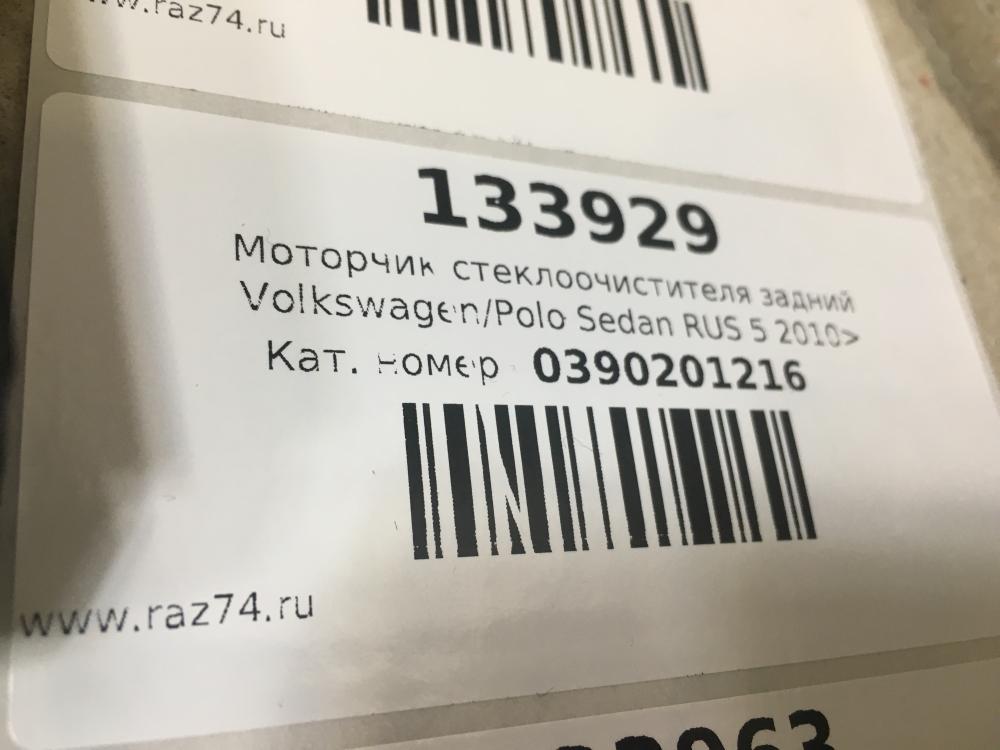 www.raz74.ru
133929
Моторчик стеклоочистителя задний
Volkswagen/Polo Sedan RUS 5 2010>
Кат. номер 0390201216
www.raz74.ru